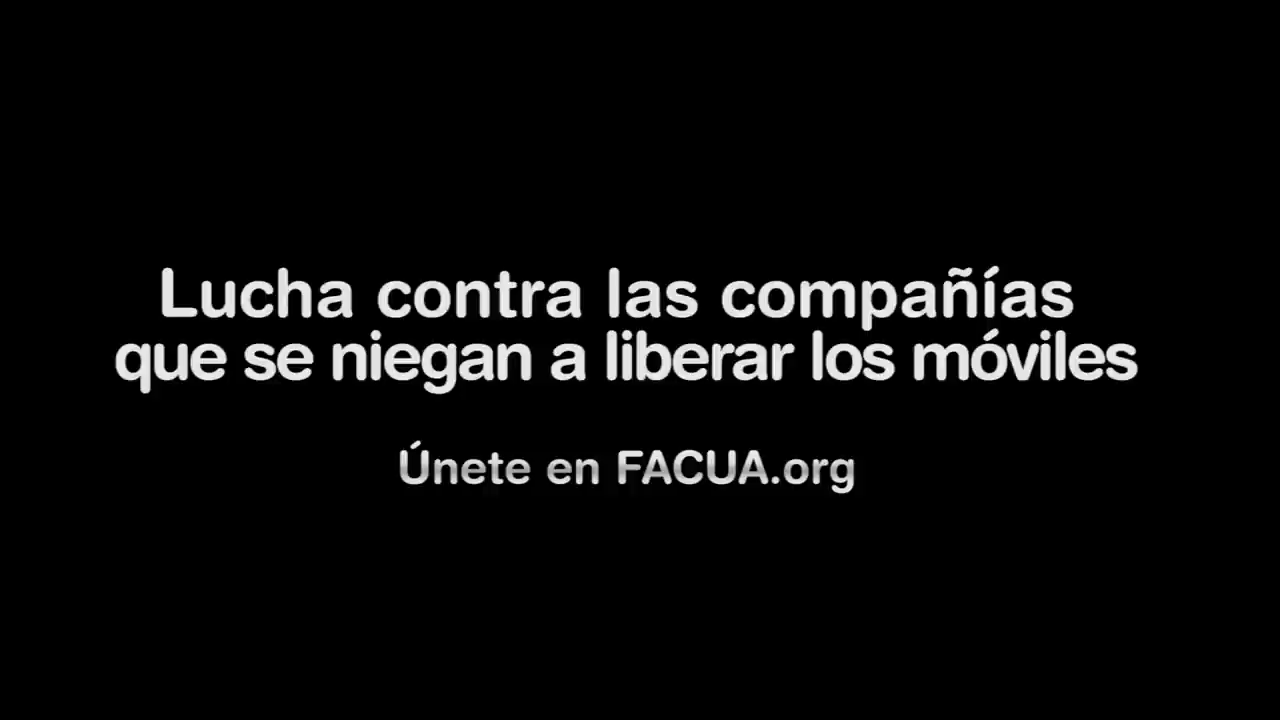 Lucha contra las compañías
que se niegan a liberar los móviles
Únete en FACUA.org